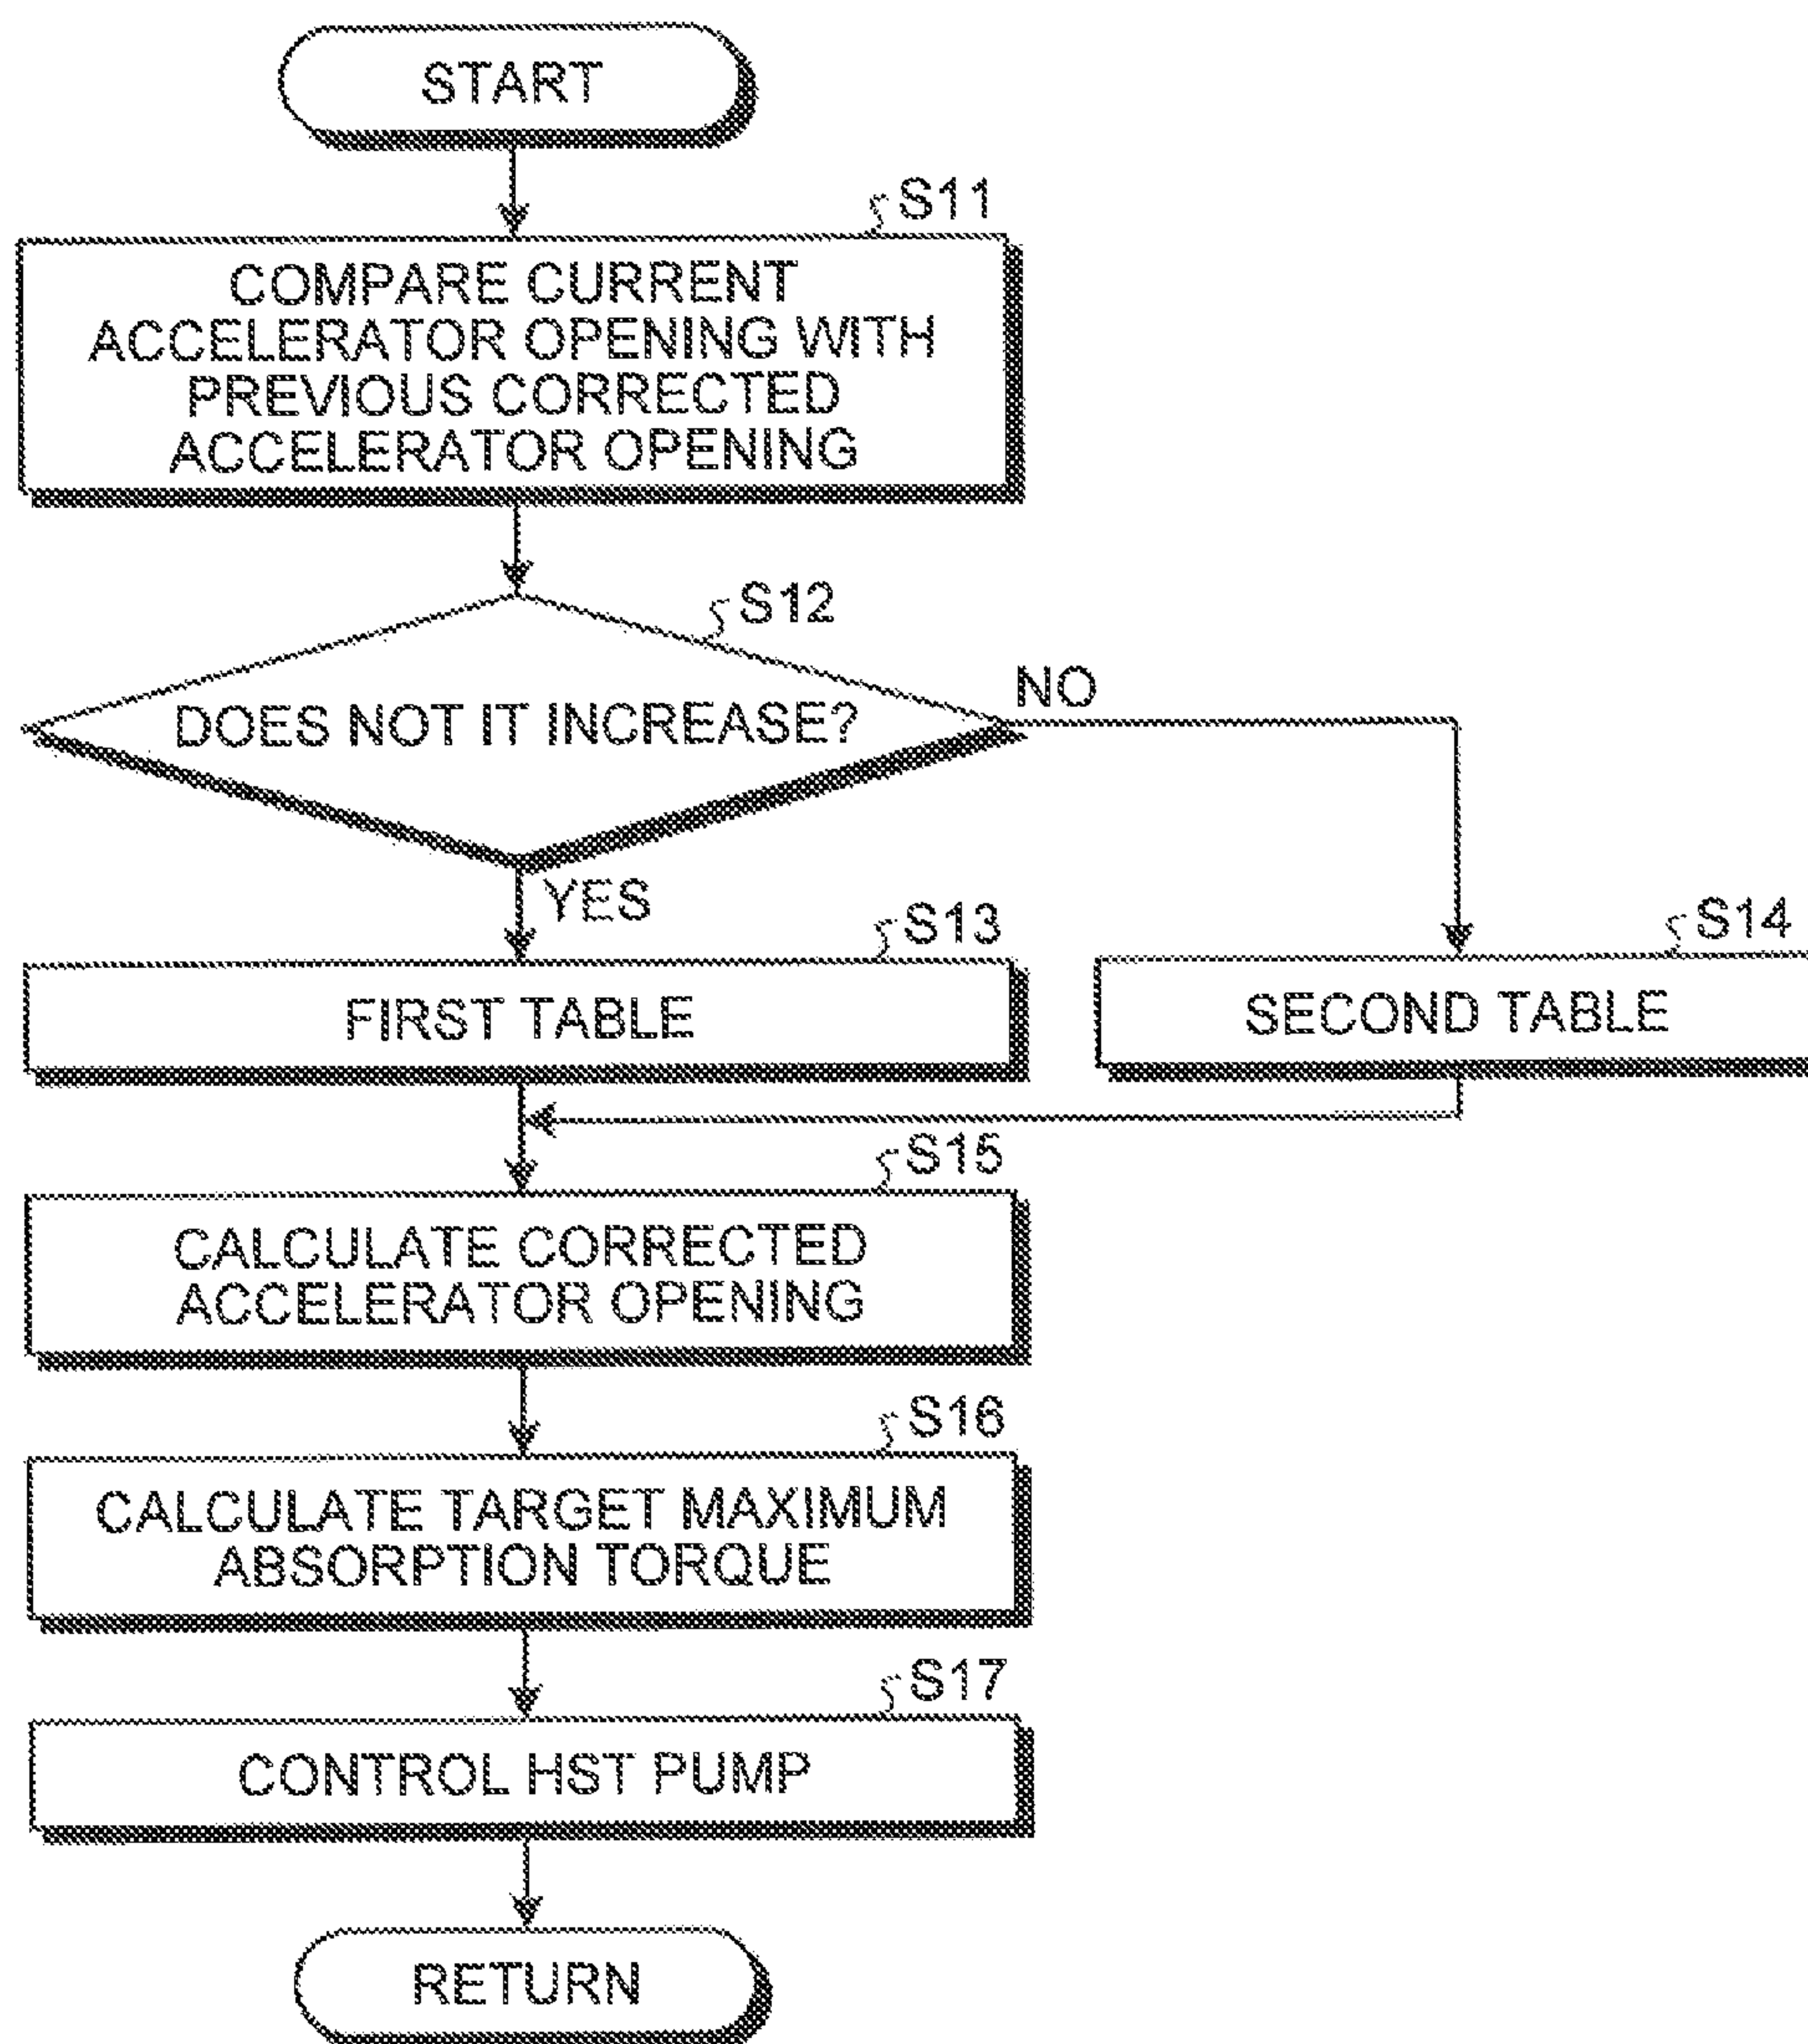 START
S11
COMPARE CURRENT
ACCELERATOR OPENING WITH
PREVIOUS CORRECTED
ACCELERATOR OPENING
S12
DOES NOT IT INCREASE?
NO
YES
S13
FIRST TABLE
S14
SECOND TABLE
S15
CALCULATE CORRECTED
ACCELERATOR OPENING
S16
CALCULATE TARGET MAXIMUM
ABSORPTION TORQUE
S17
CONTROL HST PUMP
RETURN